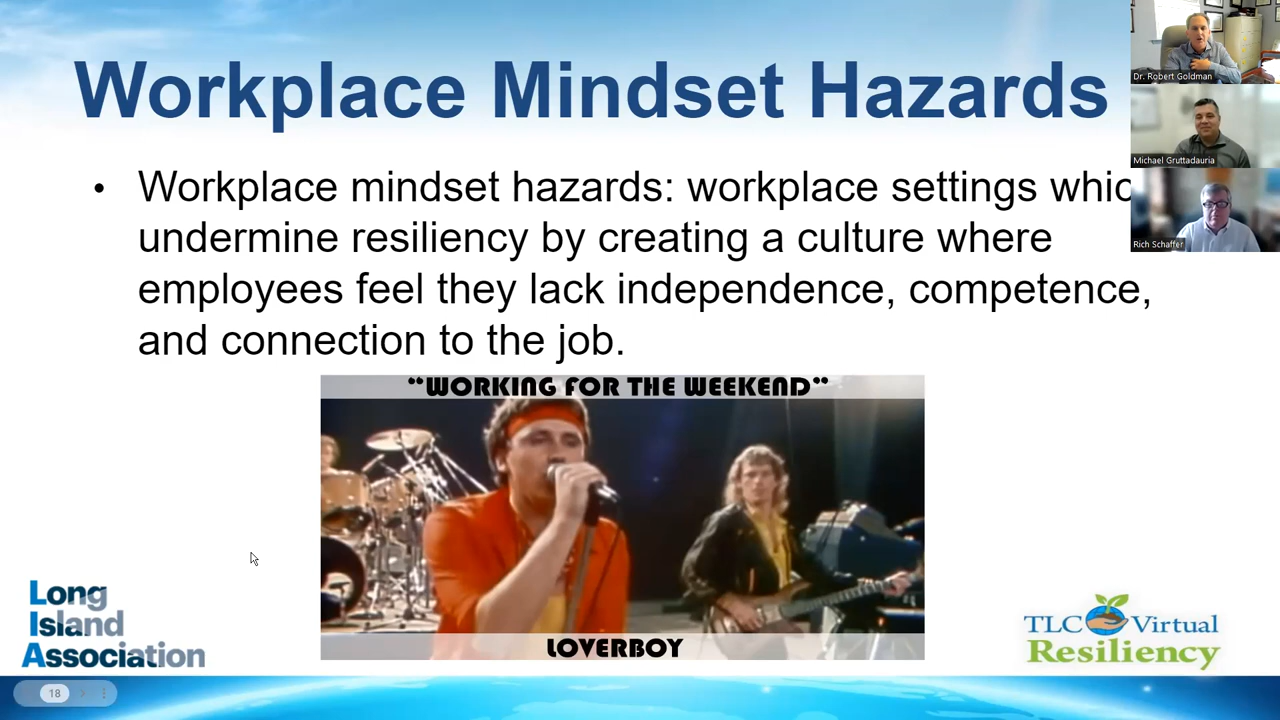 Workplace Mindset Hazards
• Workplace mindset hazards: workplace settings whic
undermine resiliency by creating a culture where
employees feel they lack independence, competence,
and connection to the job.
"WORKING FOR THE WEEKEND"
LOVERBOY
Long
Island
Association
TLC Virtual
Resiliency
18
Dr. Robert Goldman
Michael Gruttadauria
Rich Schaffer